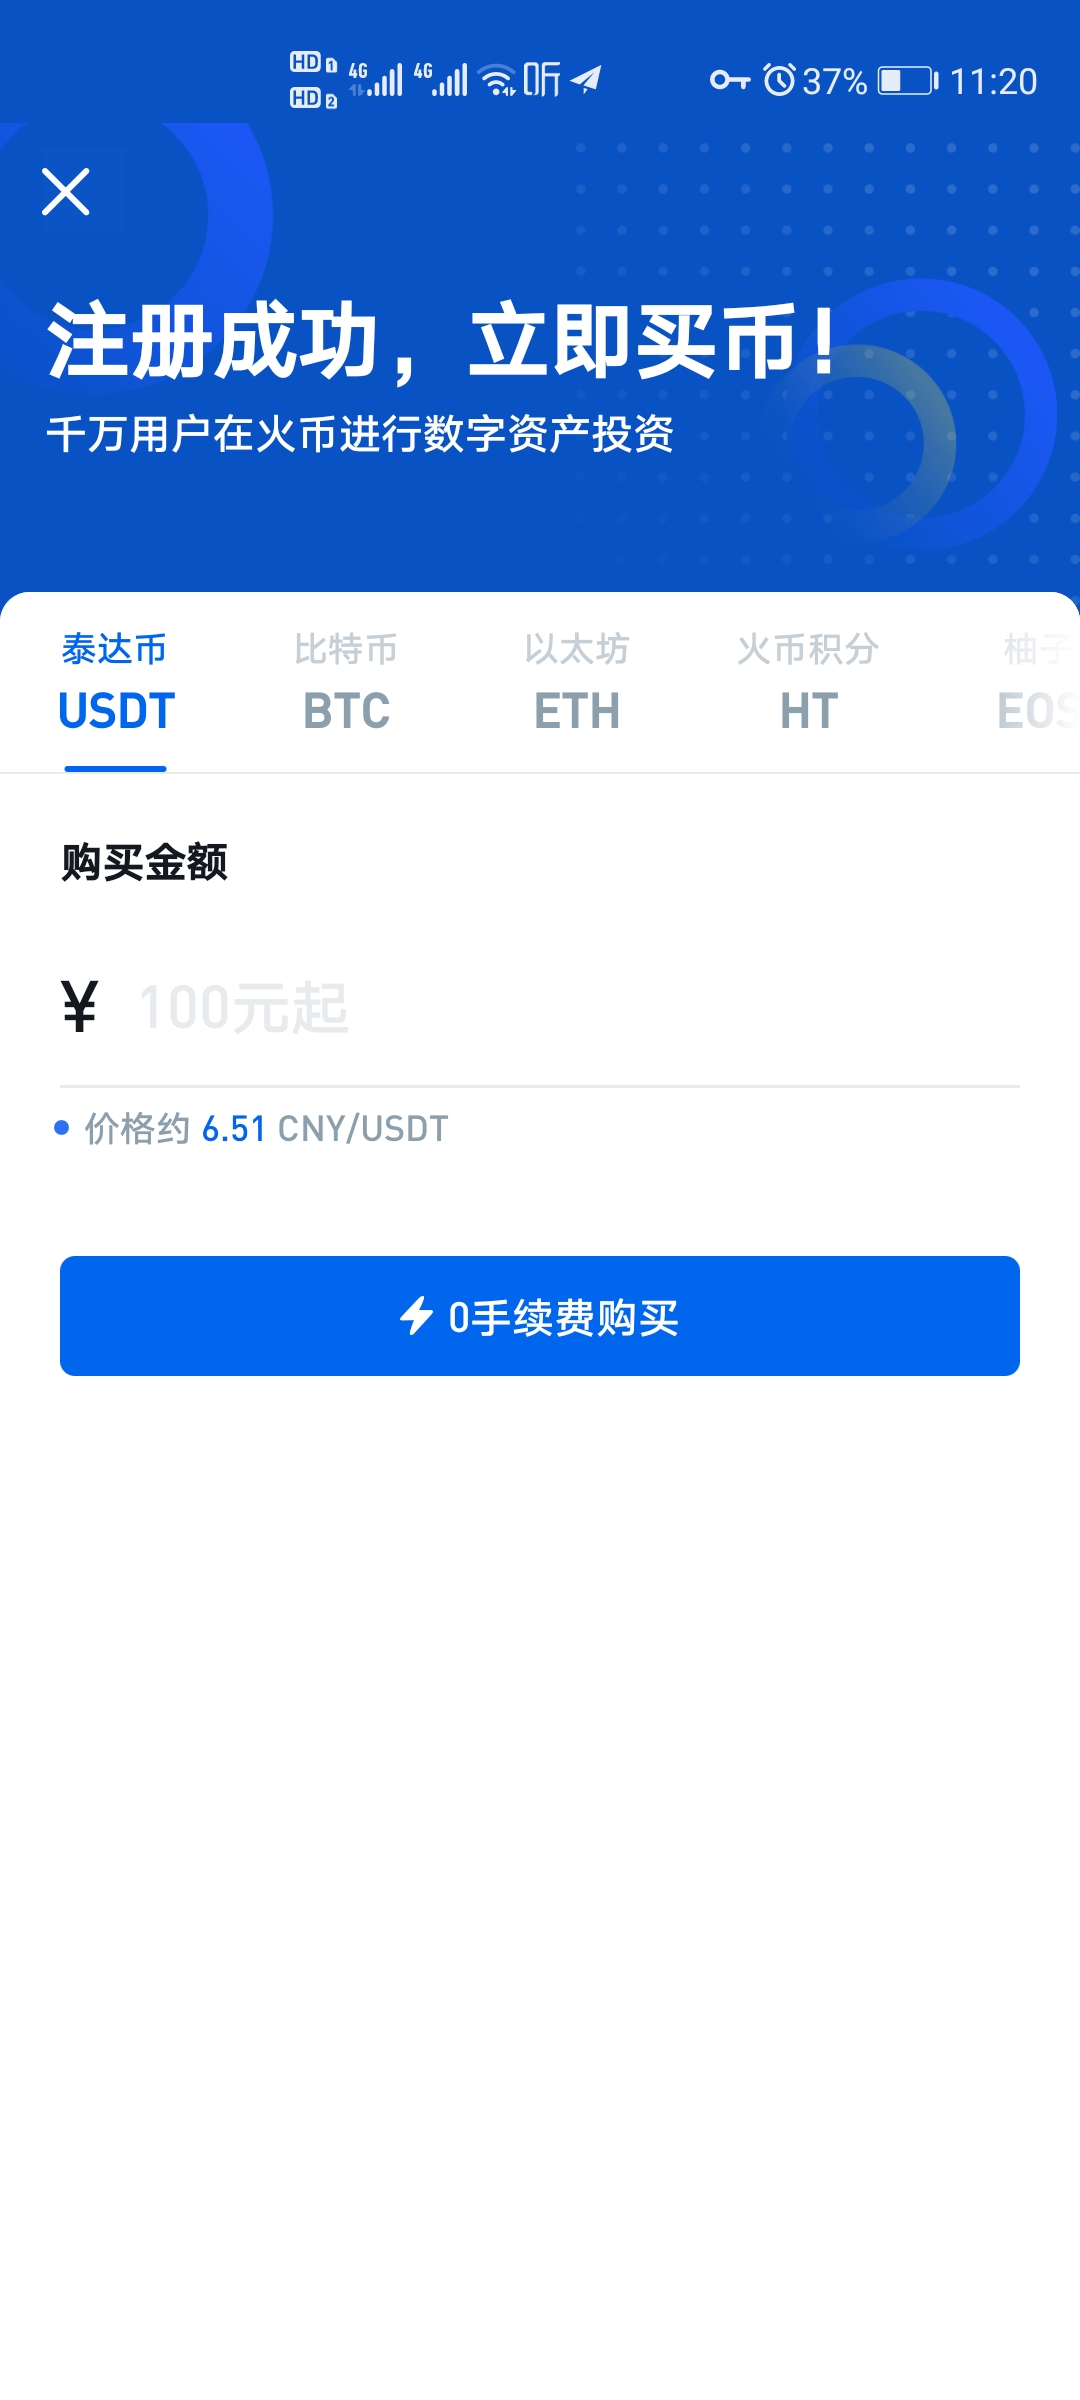 HD 1 4G 4G 听 37% 11:20
HD 2
注册成功，立即买币！
千万用户在火币进行数字资产投资
泰达币 比特币 以太坊 火币积分 柚子
USDT BTC ETH HT EOS
购买金额
¥ 100元起
价格约 6.51 CNY/USDT
0手续费购买